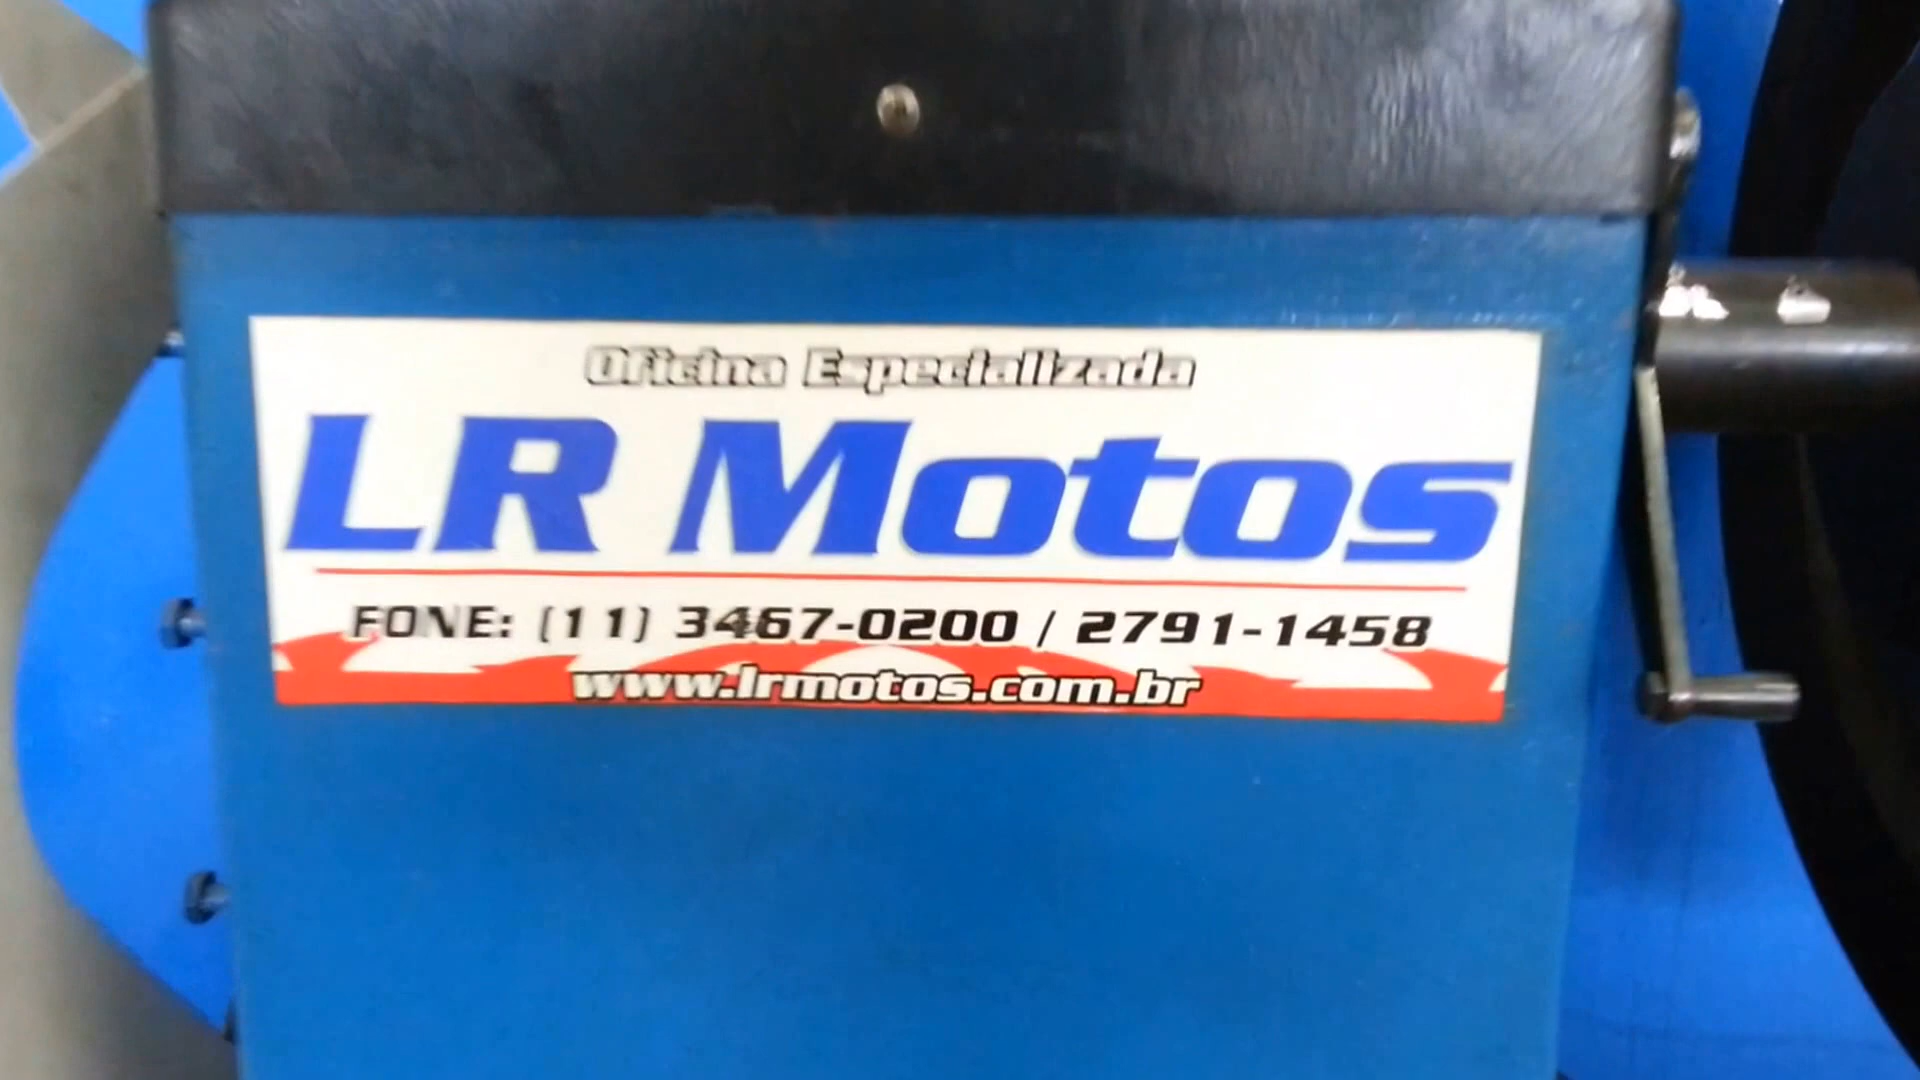 Oficina Especializada
LR Motos
FONE: (11) 3467-0200 / 2791-1458
www.lrmotos.com.br